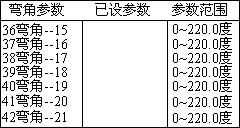 弯角参数 已设参数 参数范围
36弯角--15 0~220.0度
37弯角--16 0~220.0度
38弯角--17 0~220.0度
39弯角--18 0~220.0度
40弯角--19 0~220.0度
41弯角--20 0~220.0度
42弯角--21 0~220.0度